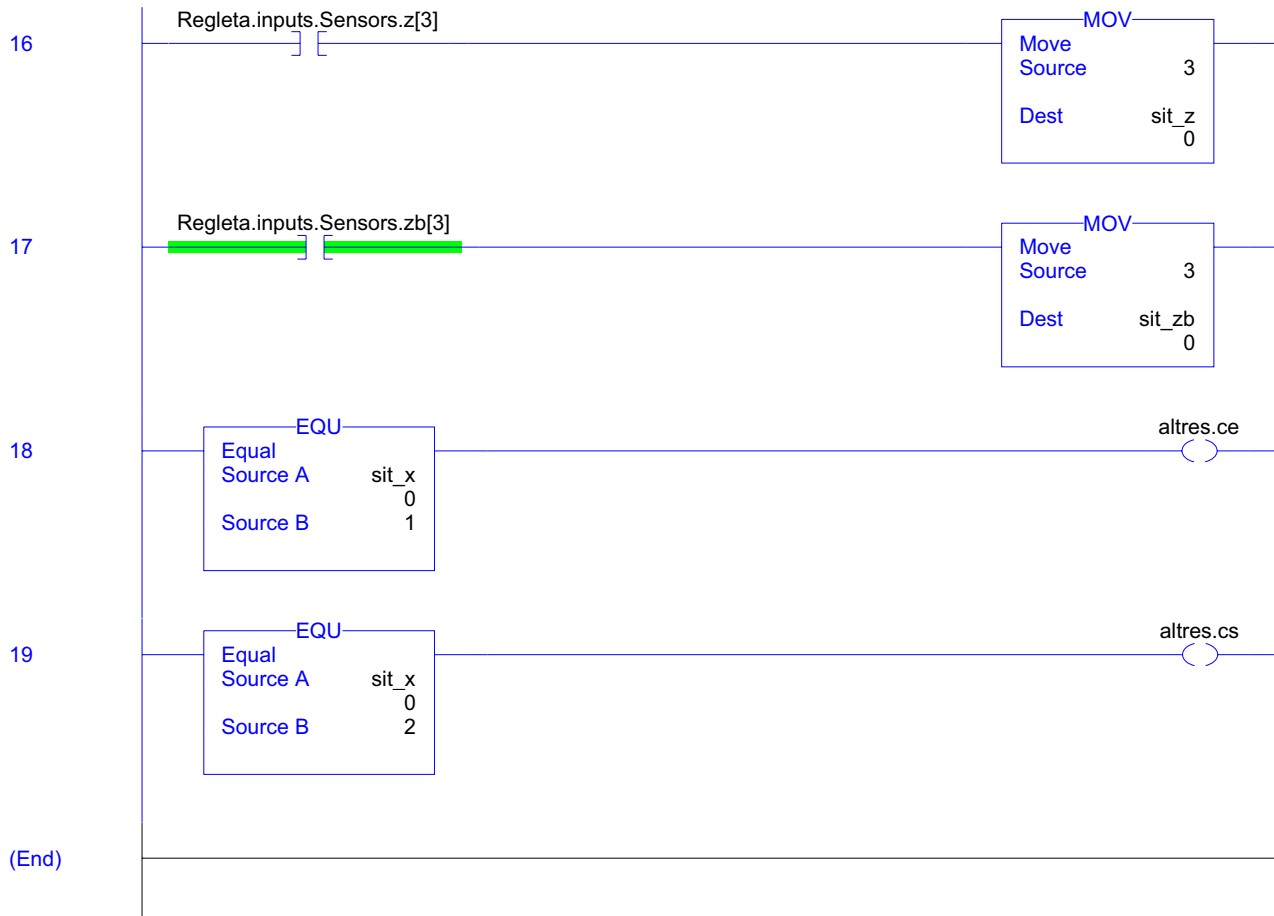 Regleta.inputs.Sensors.z[3]
MOV
16
Move
Source 3
Dest sit_z
0
Regleta.inputs.Sensors.zb[3]
MOV
17
Move
Source 3
Dest sit_zb
0
EQU
altres.ce
18
Equal
Source A sit_x
0
Source B 1
EQU
altres.cs
19
Equal
Source A sit_x
0
Source B 2
(End)